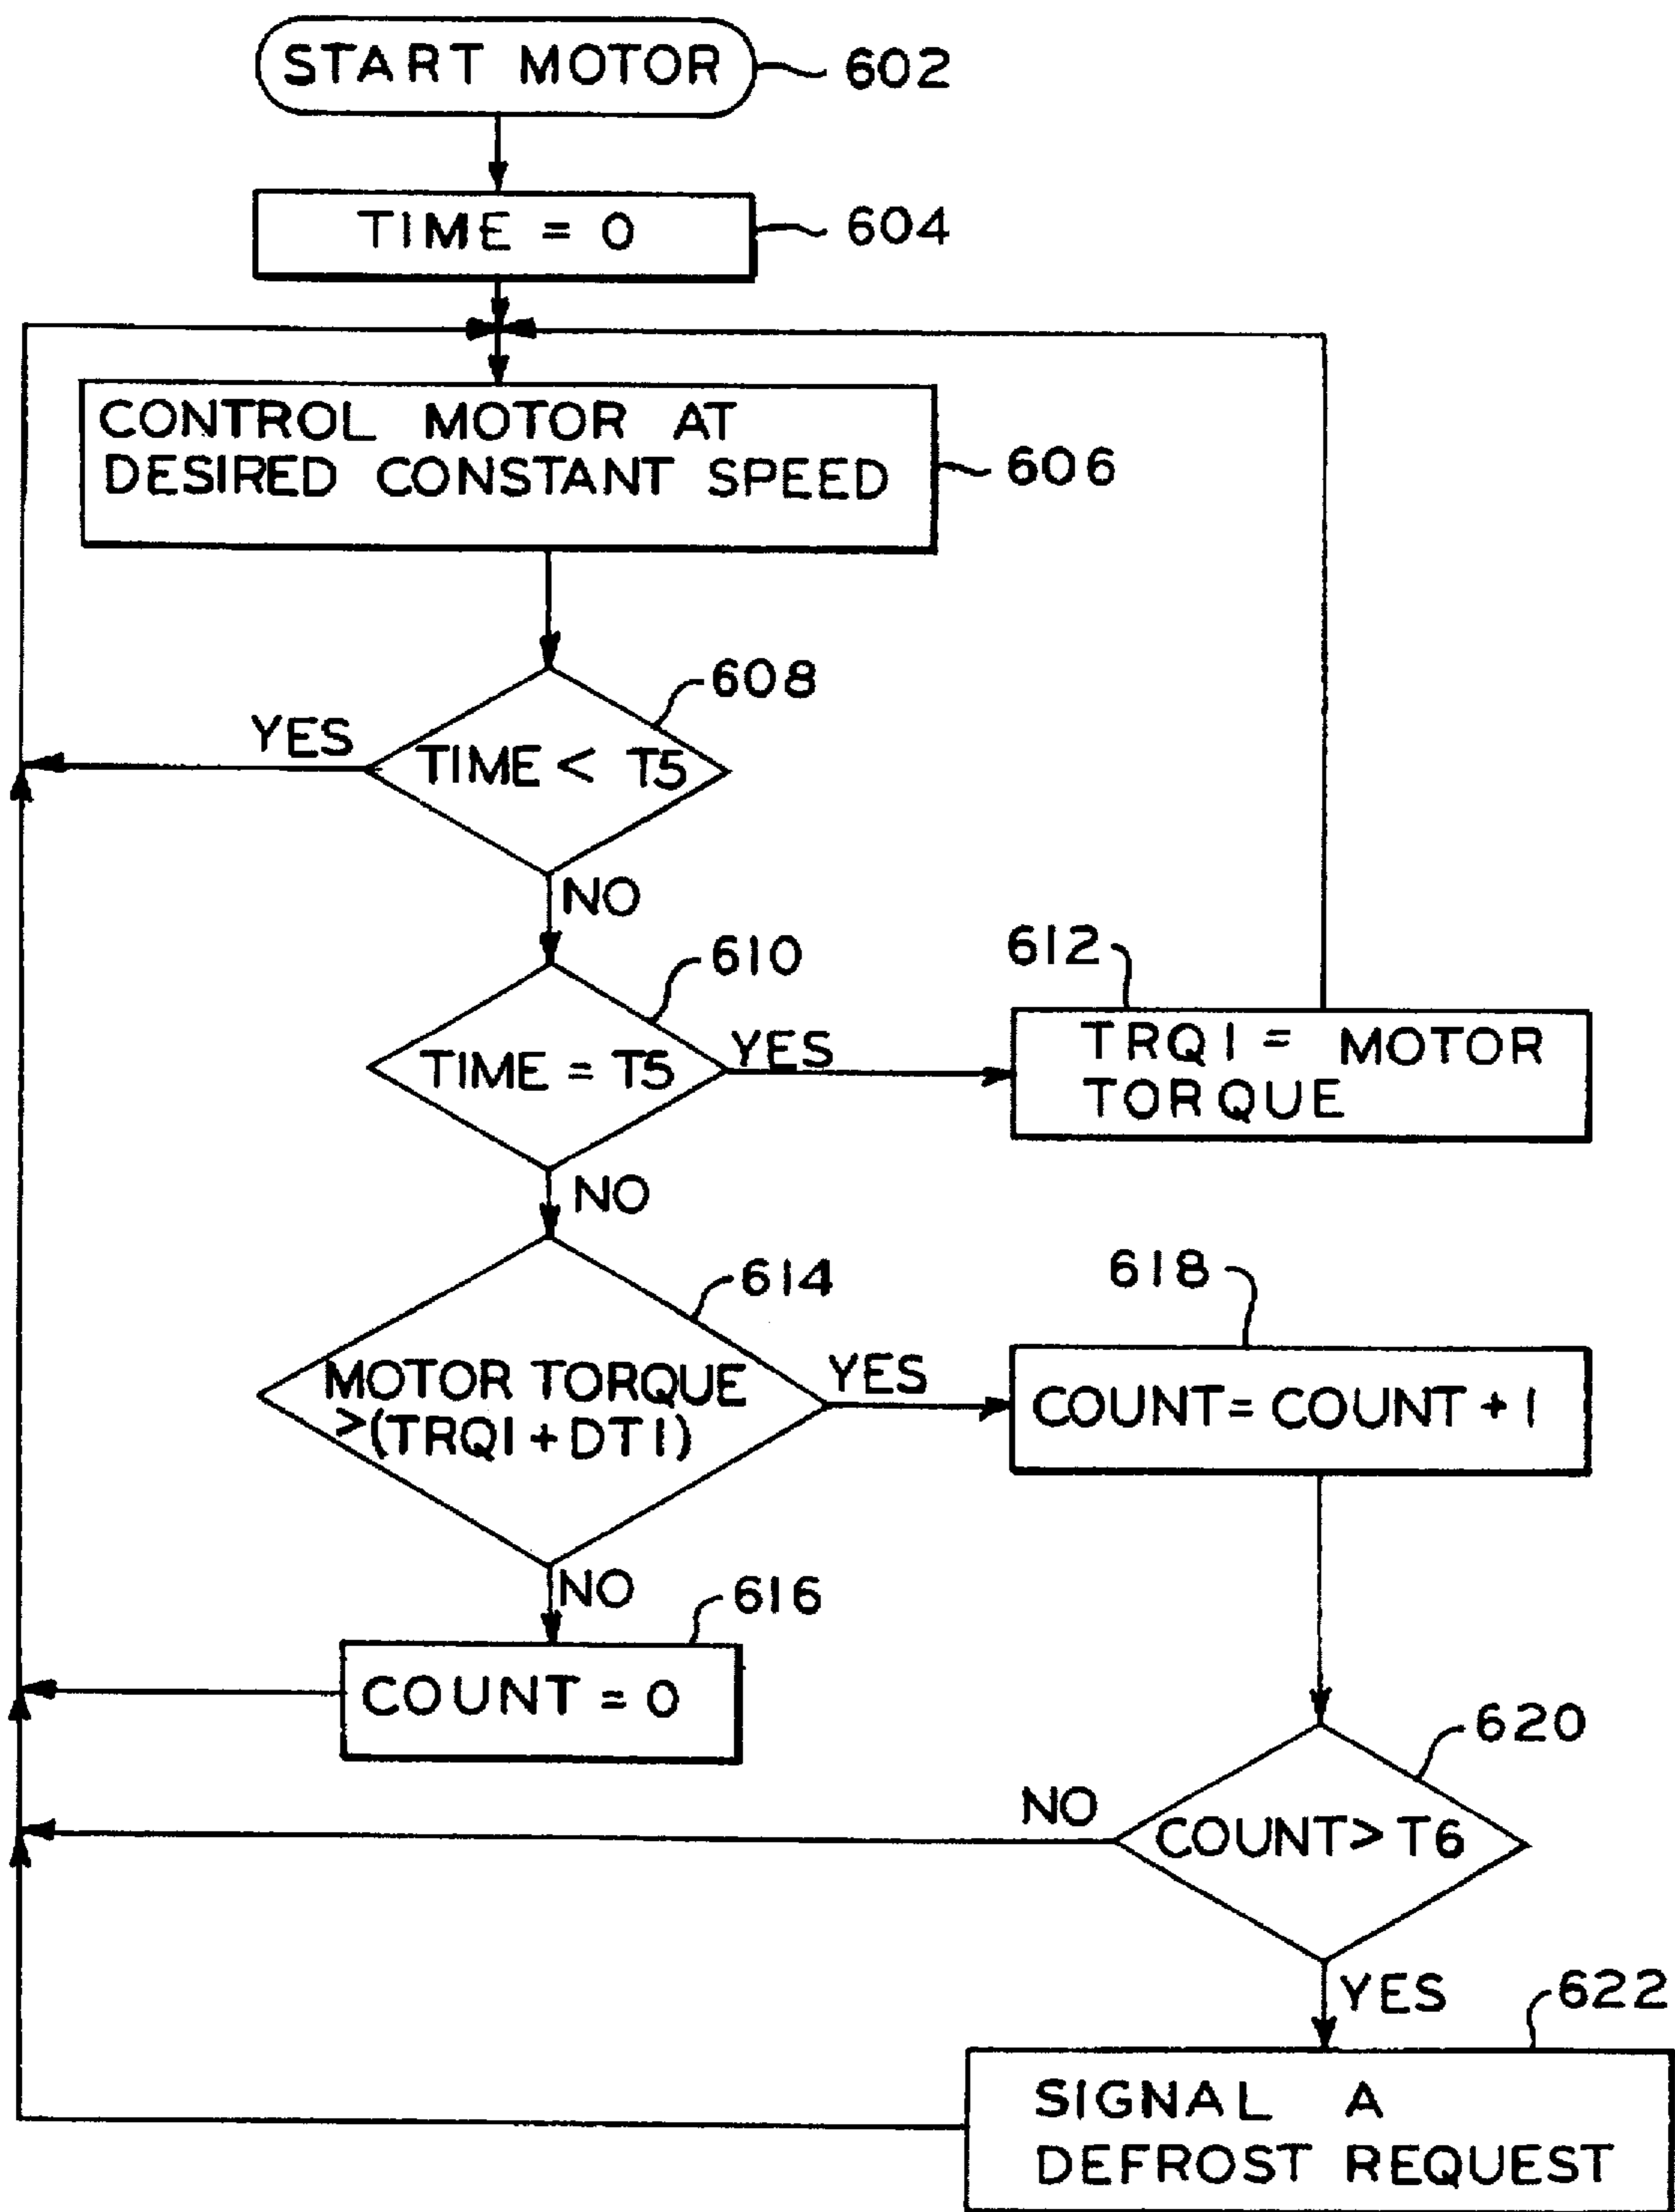 START MOTOR
602
TIME = 0
604
CONTROL MOTOR AT
DESIRED CONSTANT SPEED
606
608
YES
TIME < T5
NO
610
612
TIME = T5
YES
TRQ1 = MOTOR
TORQUE
NO
614
618
MOTOR TORQUE
>(TRQ1+DT1)
YES
COUNT = COUNT + 1
NO
616
COUNT = 0
620
NO
COUNT > T6
YES
622
SIGNAL A
DEFROST REQUEST